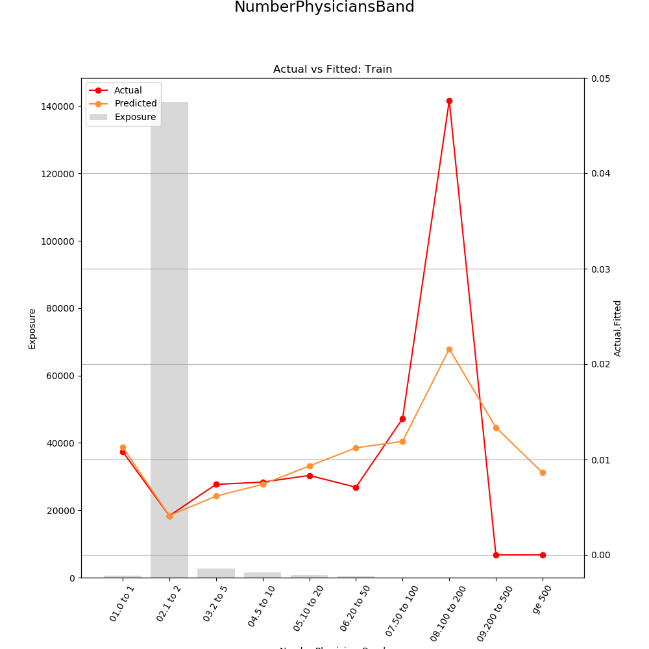 NumberPhysiciansBand
Actual vs Fitted: Train
Actual
Predicted
Exposure
140000
120000
100000
80000
60000
40000
20000
0
Exposure
0.05
0.04
0.03
0.02
0.01
0.00
Actual,Fitted
01.0 to 1
02.1 to 2
03.2 to 5
04.5 to 10
05.10 to 20
06.20 to 50
07.50 to 100
08.100 to 200
09.200 to 500
ge 500